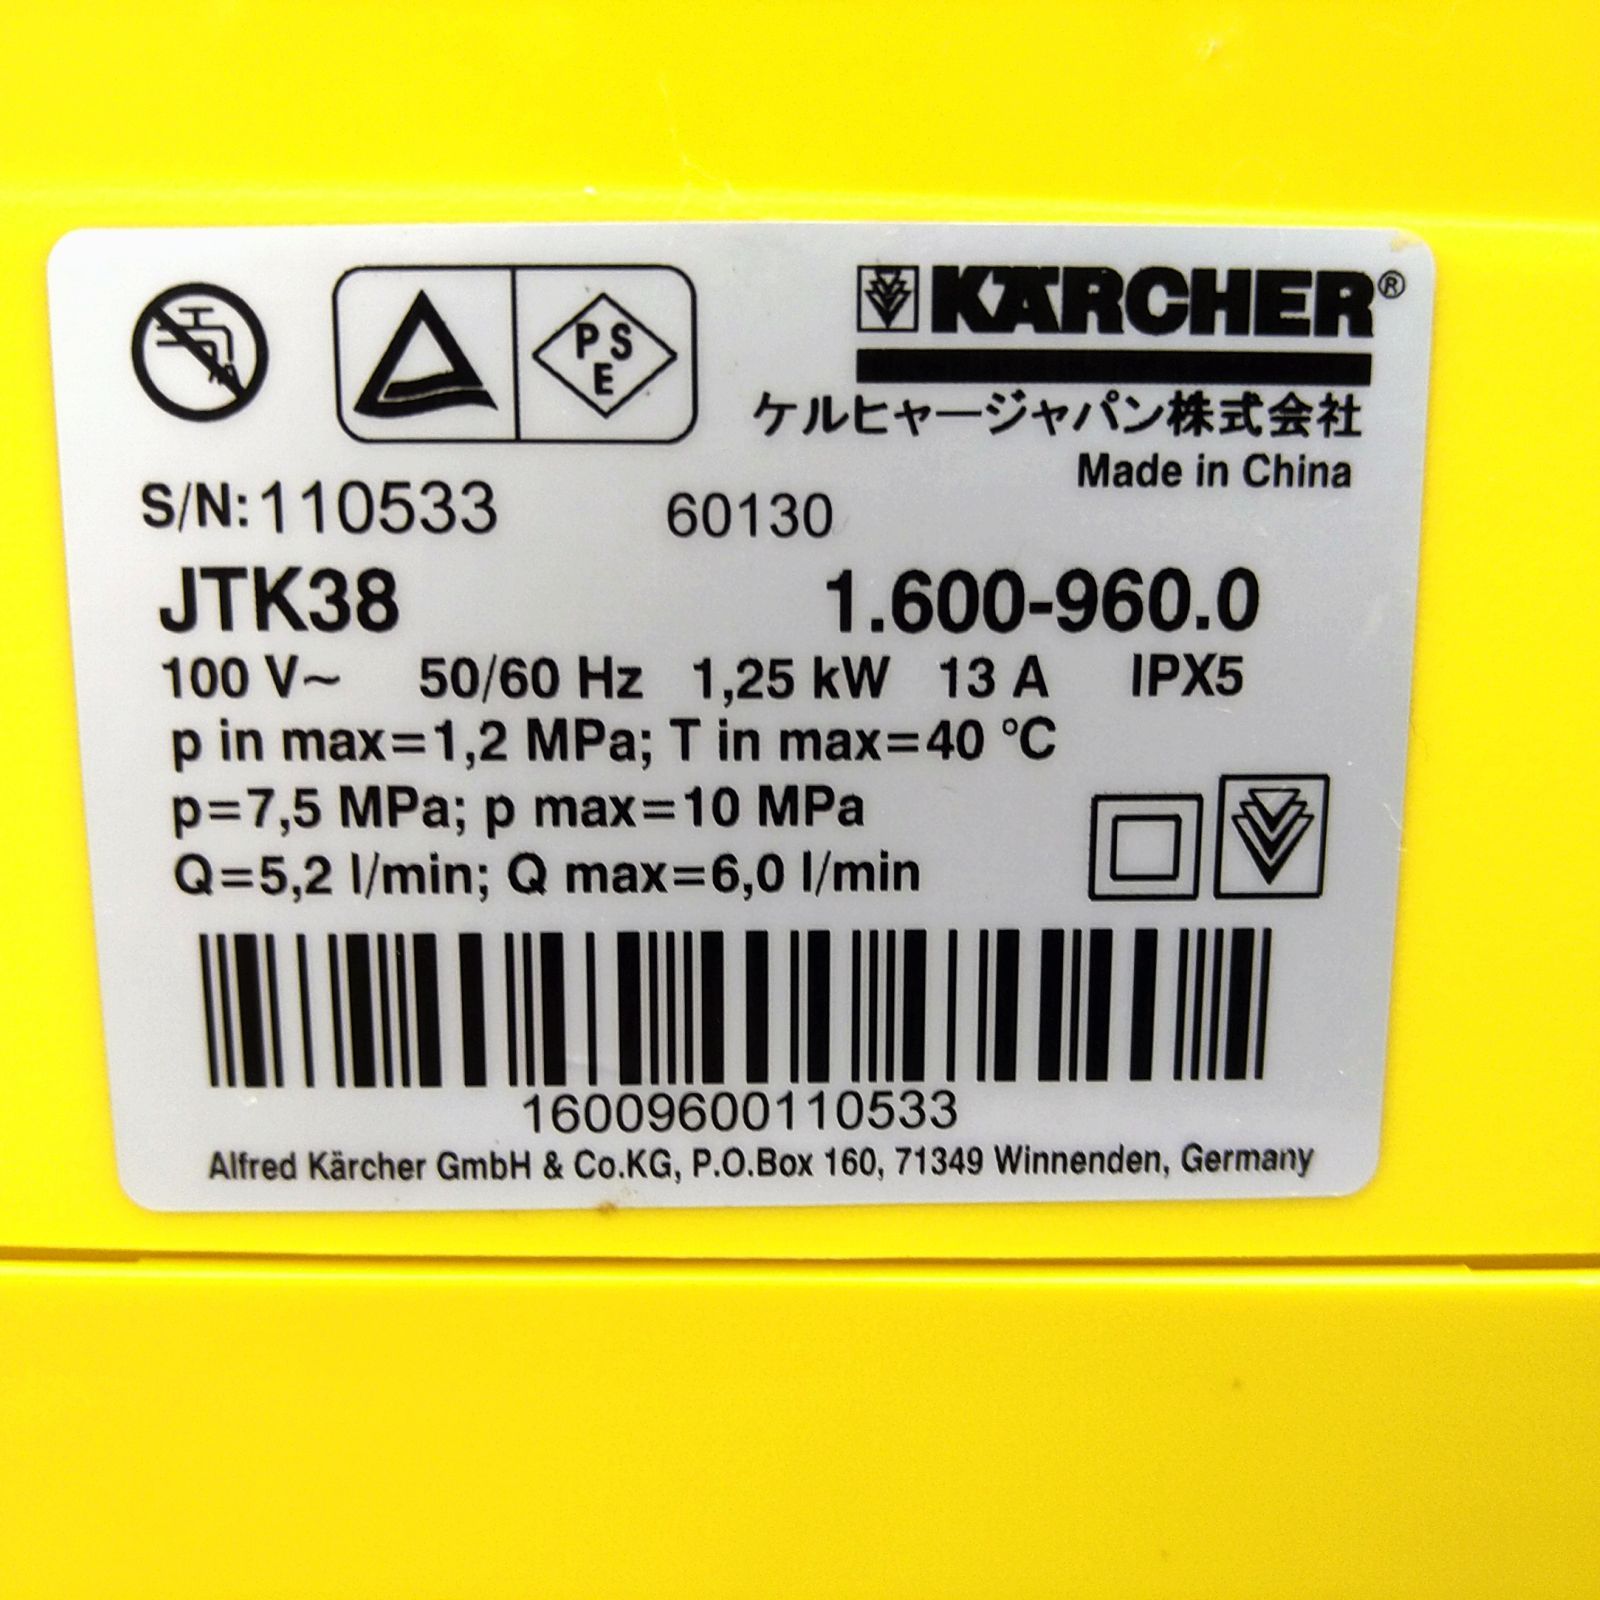 KÄRCHER®
PSE
ケルヒャージャパン株式会社
Made in China
S/N:110533 60130
JTK38 1.600-960.0
100 V~ 50/60 Hz 1,25 kW 13 A IPX5
p in max=1,2 MPa; T in max=40 °C
p=7,5 MPa; p max=10 MPa
Q=5,2 l/min; Q max=6,0 l/min
16009600110533
Alfred Kärcher GmbH & Co.KG, P.O.Box 160, 71349 Winnenden, Germany